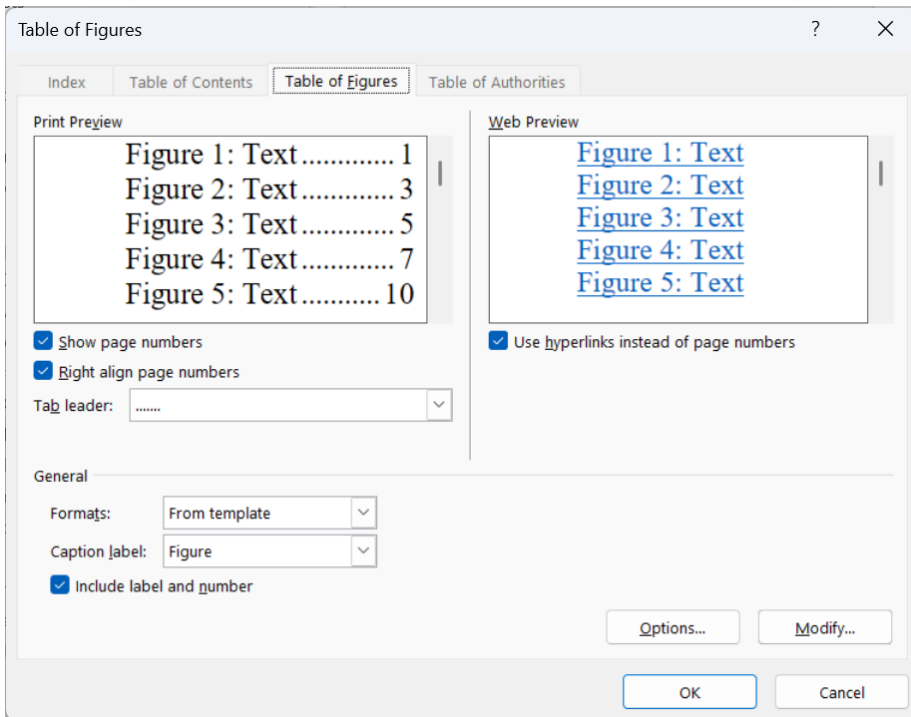 Table of Figures ?
Index Table of Contents Table of Figures Table of Authorities
Print Preview
Figure 1: Text.............1
Figure 2: Text.............3
Figure 3: Text.............5
Figure 4: Text.............7
Figure 5: Text...........10
Show page numbers
Right align page numbers
Tab leader: .......
Web Preview
Figure 1: Text
Figure 2: Text
Figure 3: Text
Figure 4: Text
Figure 5: Text
Use hyperlinks instead of page numbers
General
Formats: From template
Caption label: Figure
Include label and number
Options... Modify...
OK Cancel